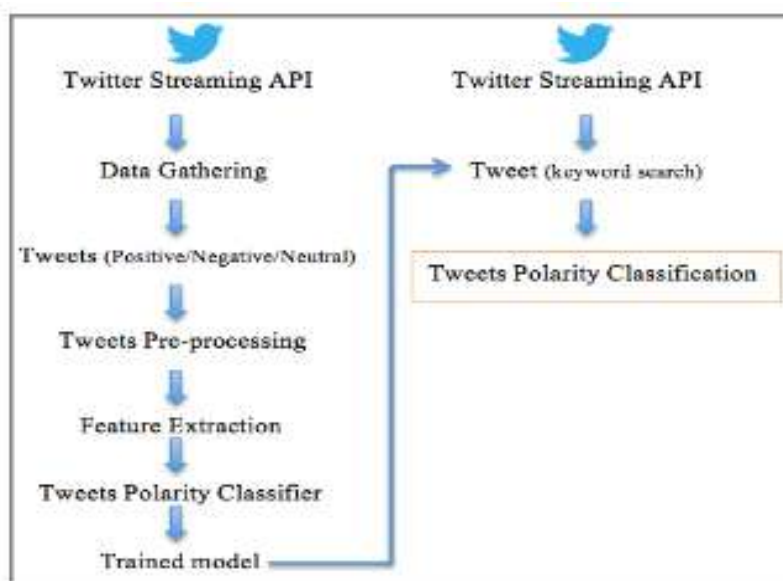 Twitter Streaming API
Data Gathering
Tweets (Positive/Negative/Neutral)
Tweets Pre-processing
Feature Extraction
Tweets Polarity Classifier
Trained model
Twitter Streaming API
Tweet (keyword search)
Tweets Polarity Classification